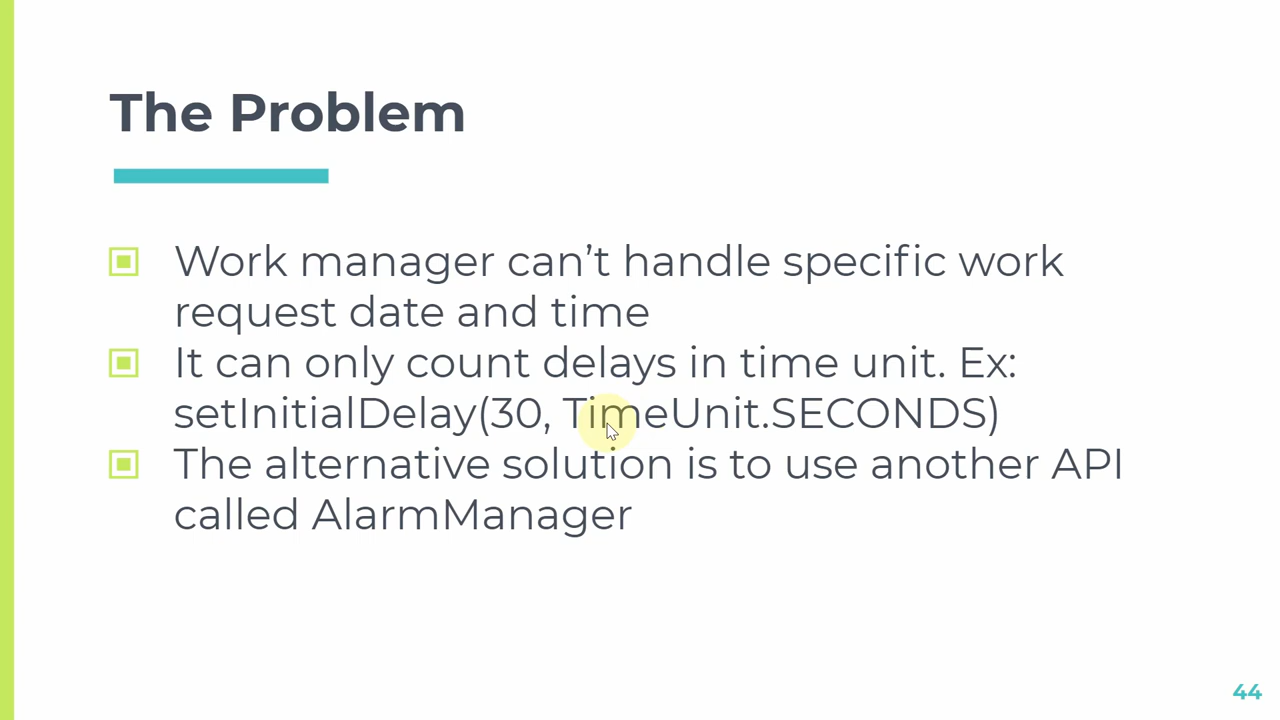 The Problem
Work manager can’t handle specific work
request date and time
It can only count delays in time unit. Ex:
setInitialDelay(30, TimeUnit.SECONDS)
The alternative solution is to use another API
called AlarmManager
44